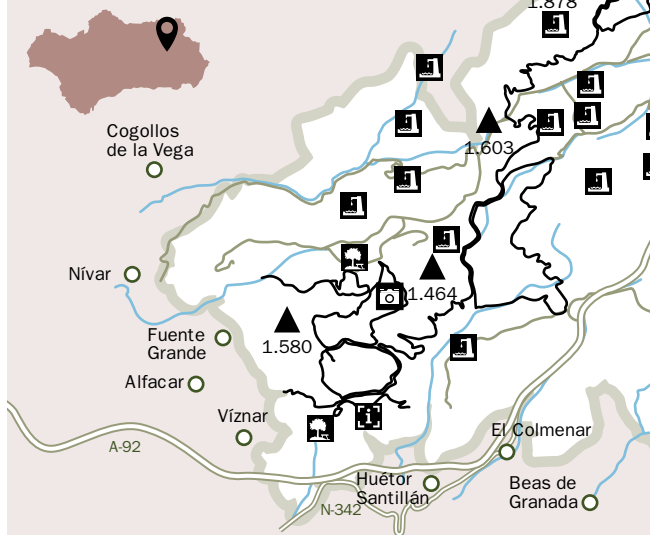 1.878
Cogollos
de la Vega
1.603
Nívar
1.464
Fuente
Grande
1.580
Alfacar
Víznar
i
A-92
El Colmenar
Huétor
Santillán
Beas de
Granada
N-342